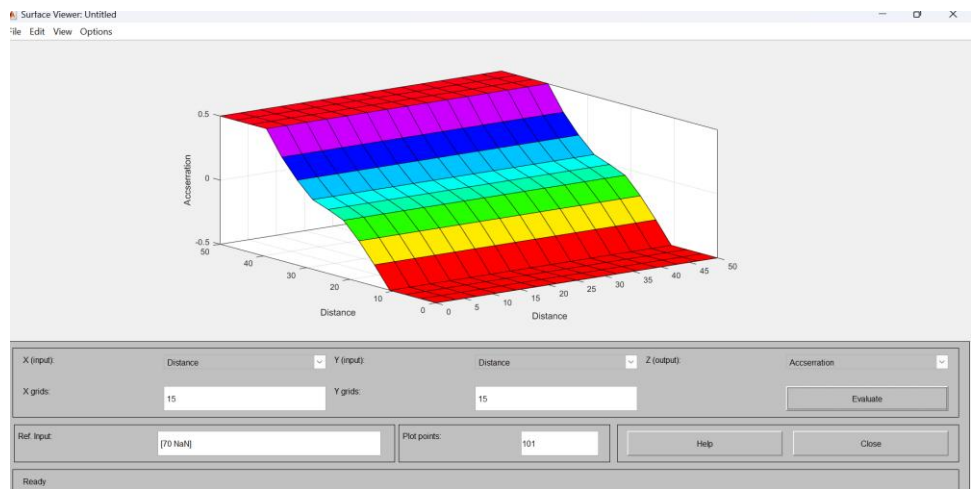 Surface Viewer: Untitled
File Edit View Options
0.5
0
-0.5
Accserration
50
40
30
20
10
0
Distance
0
5
10
15
20
25
30
35
40
45
50
Distance
X (input): Distance Y (input): Distance Z (output): Accserration
X grids: 15 Y grids: 15 Evaluate
Ref. Input: [70 NaN] Plot points: 101 Help Close
Ready